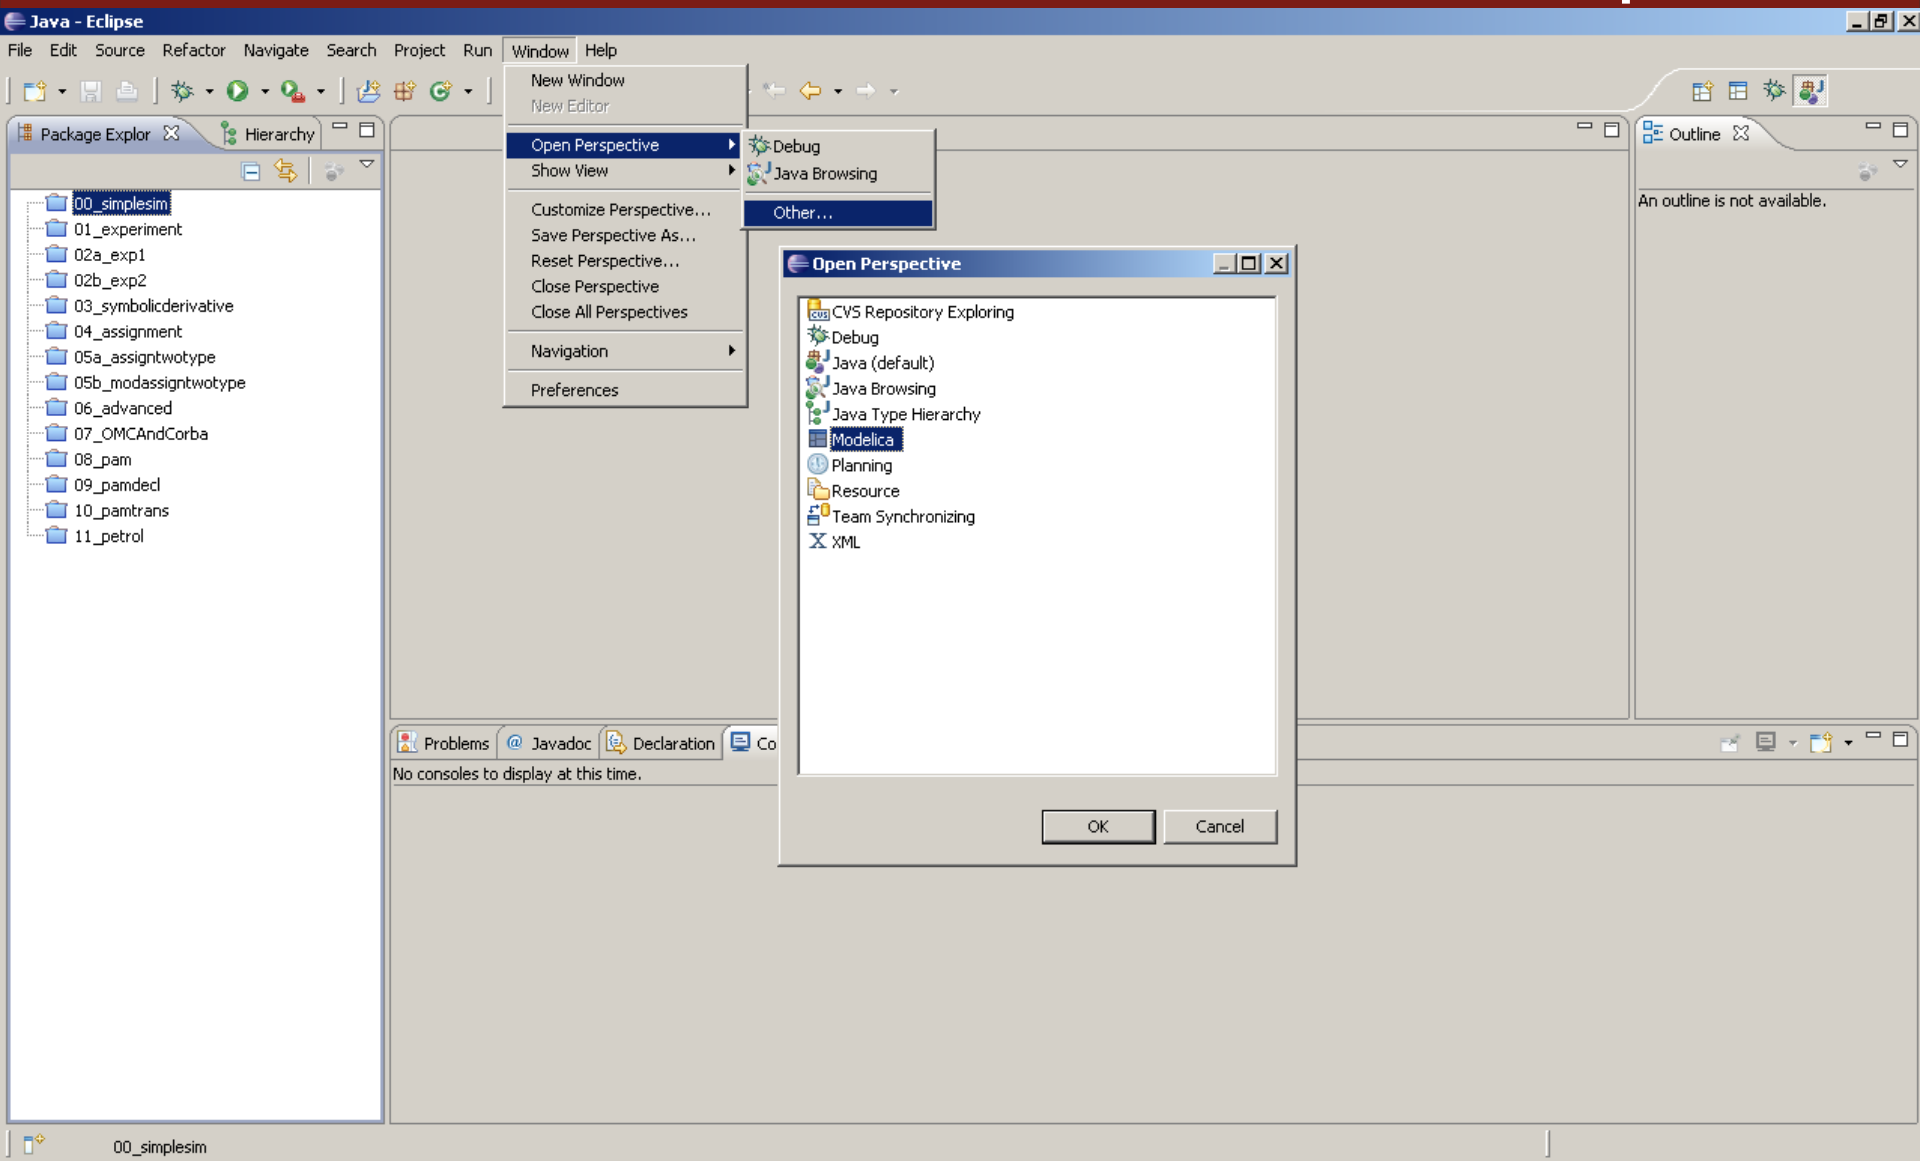 Java - Eclipse
File Edit Source Refactor Navigate Search Project Run Window Help
New Window
New Editor
Open Perspective
Show View
Customize Perspective...
Save Perspective As...
Reset Perspective...
Close Perspective
Close All Perspectives
Navigation
Preferences
Debug
Java Browsing
Other...
Package Explor Hierarchy
00_simplesim
01_experiment
02a_exp1
02b_exp2
03_symbolicderivative
04_assignment
05a_assigntwotype
05b_modassigntwotype
06_advanced
07_OMCAndCorba
08_pam
09_pamdecl
10_pamtrans
11_petrol
Open Perspective
CVS Repository Exploring
Debug
Java (default)
Java Browsing
Java Type Hierarchy
Modelica
Planning
Resource
Team Synchronizing
XML
OK Cancel
Outline
An outline is not available.
Problems @ Javadoc Declaration Co
No consoles to display at this time.
00_simplesim